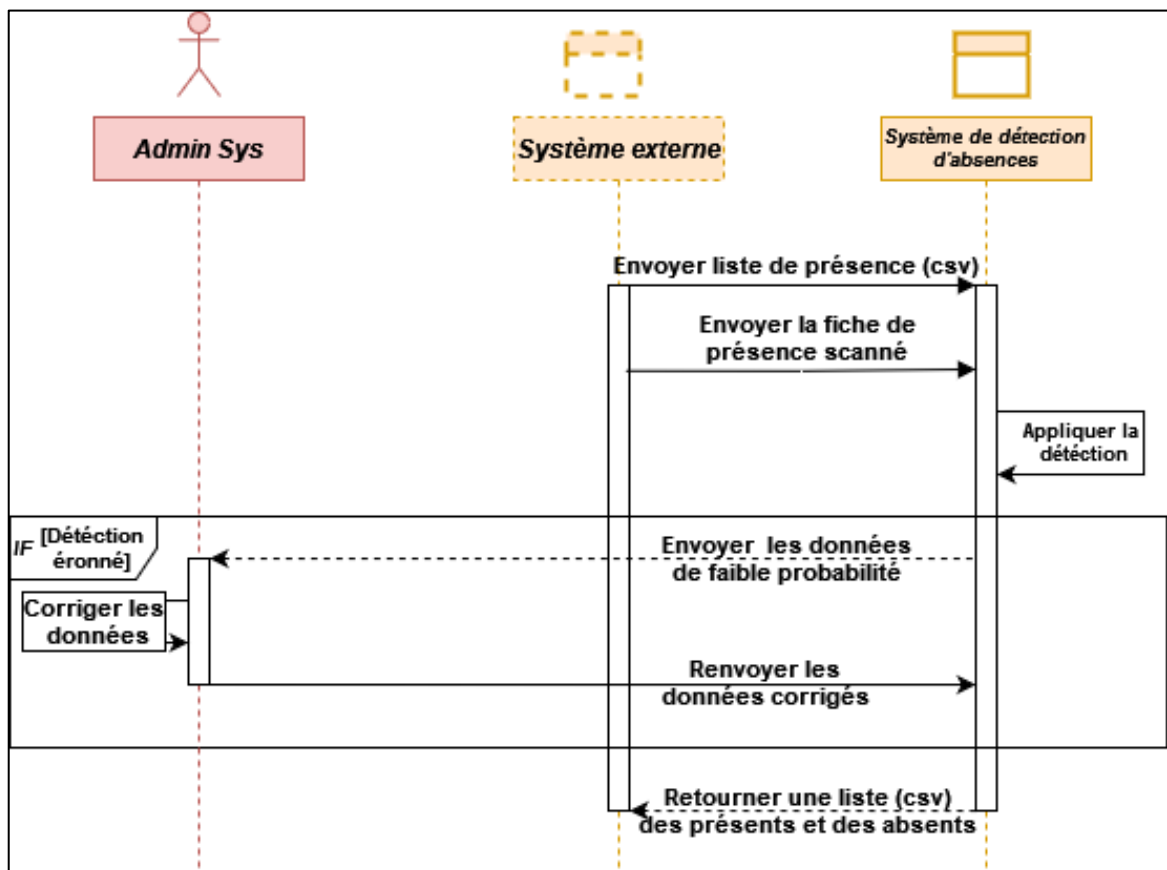 Admin Sys
Système externe
Système de détection
d'absences
Envoyer liste de présence (csv)
Envoyer la fiche de
présence scanné
Appliquer la
détéction
IF [Détéction
éronné]
Envoyer les données
de faible probabilité
Corriger les
données
Renvoyer les
données corrigés
Retourner une liste (csv)
des présents et des absents